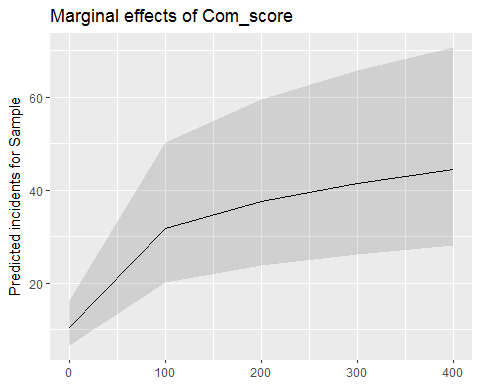 Marginal effects of Com_score
Predicted incidents for Sample
60
40
20
0 100 200 300 400